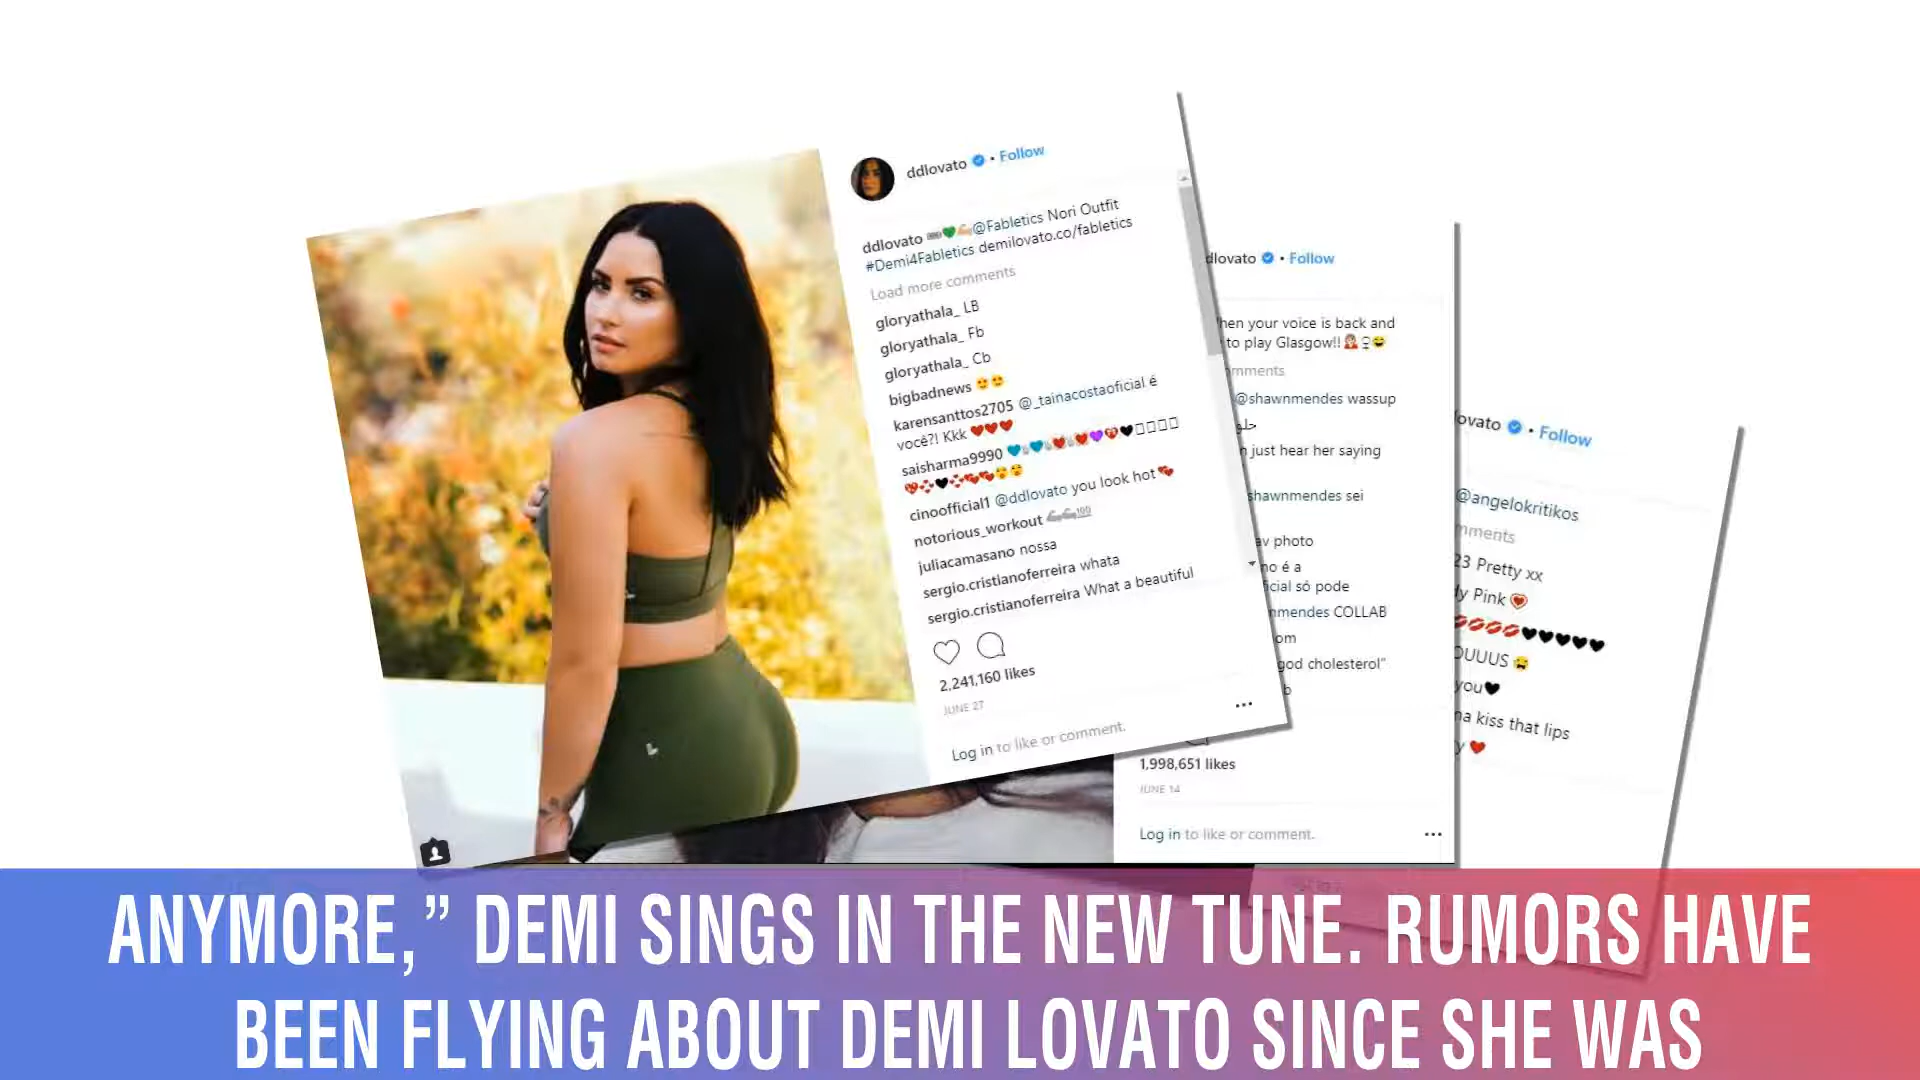 ddlovato • Follow
ddlovato @Fabletics Nori Outfit
#Demi4Fabletics demilovato.co/fabletics
Load more comments
gloryathala_ LB
gloryathala_ Fb
gloryathala_ Cb
bigbadnews 😍😍
karensanttos2705 @_tainacostaoficial é
você?! Kkk ❤❤❤
saisharma9990
cinoofficial1 @ddlovato you look hot
notorious_workout
juliacamasano nossa
sergio.cristianoferreira whata
sergio.cristianoferreira What a beautiful
2,241,160 likes
JUNE 27
Log in to like or comment.
dlovato • Follow
hen your voice is back and
to play Glasgow!!
mments
@shawnmendes wassup
حلو
just hear her saying
shawnmendes sei
av photo
no é a
icial só pode
nmendes COLLAB
om
god cholesterol"
b
1,998,651 likes
JUNE 14
Log in to like or comment.
ovato • Follow
@angelokritikos
mments
23 Pretty xx
ly Pink
OUUUS
you🖤
na kiss that lips
y ❤
ANYMORE,” DEMI SINGS IN THE NEW TUNE. RUMORS HAVE
BEEN FLYING ABOUT DEMI LOVATO SINCE SHE WAS